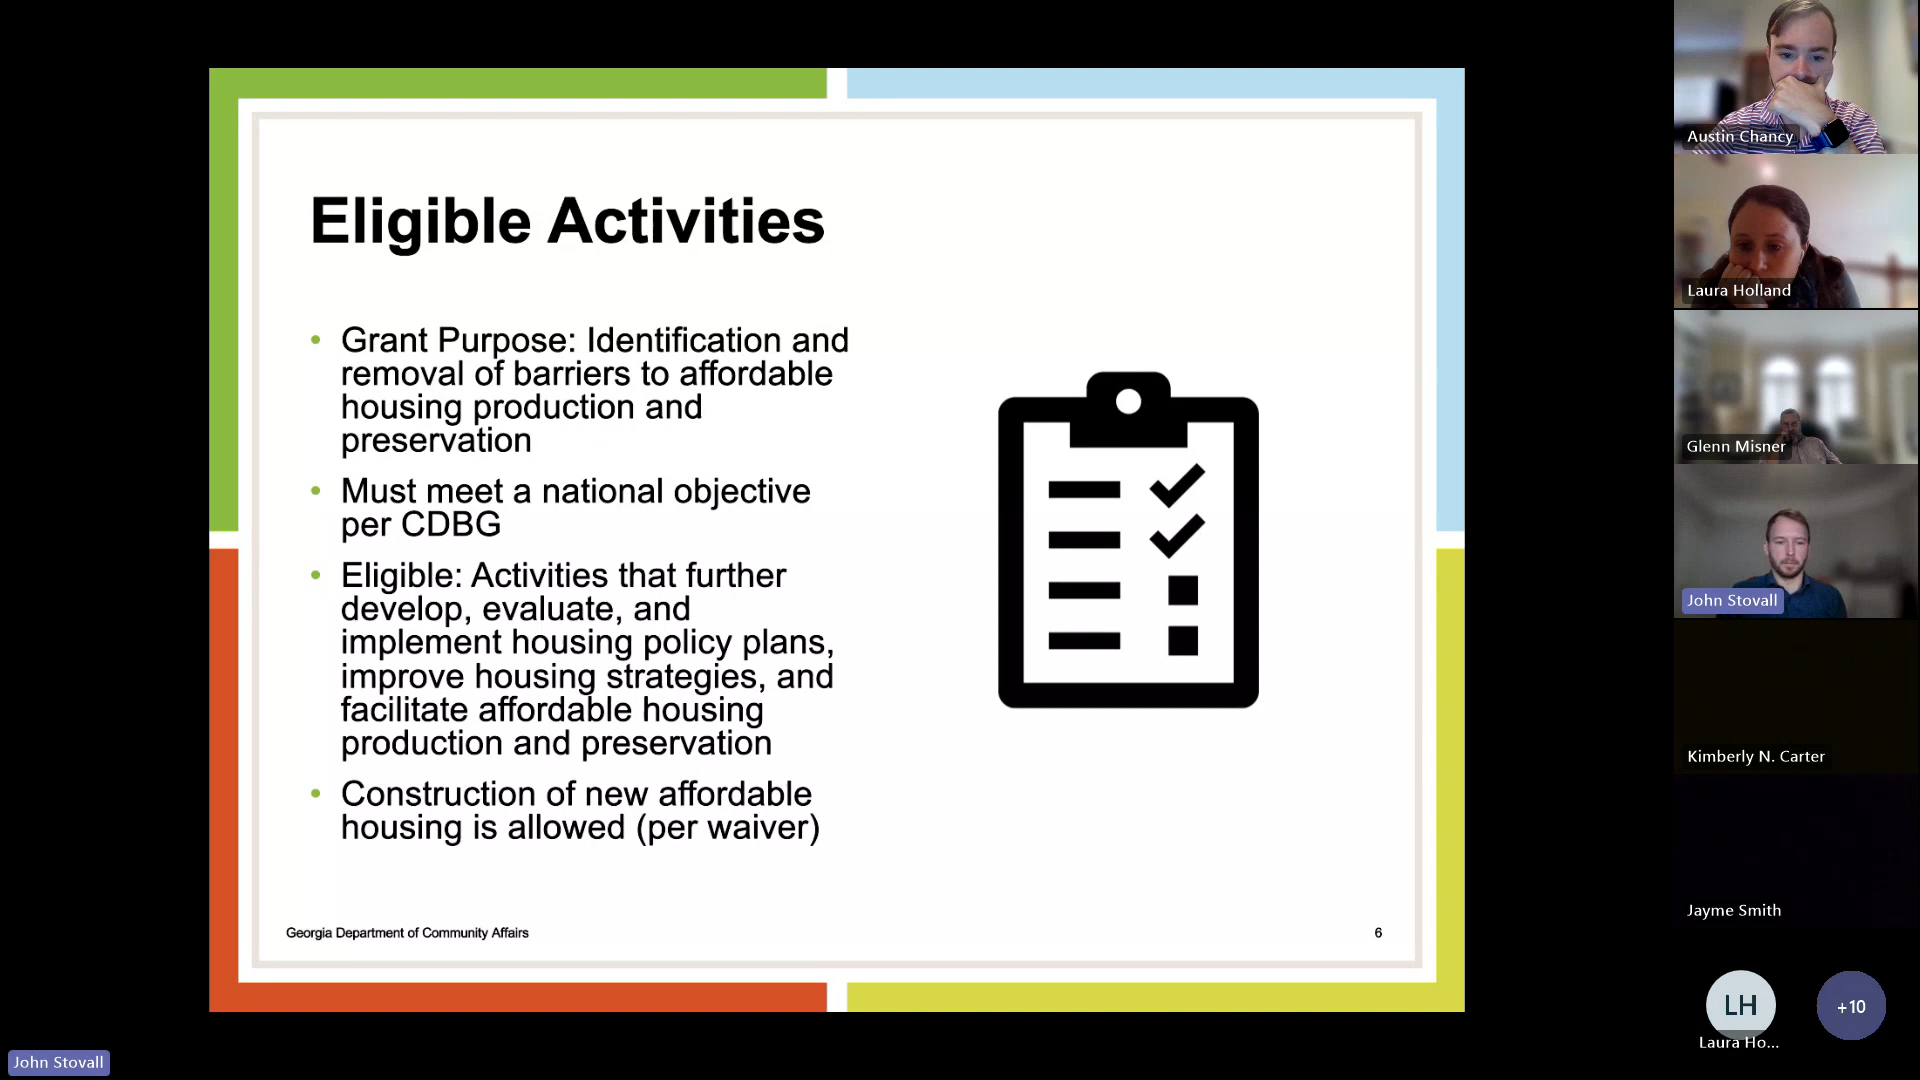 Eligible Activities
• Grant Purpose: Identification and
removal of barriers to affordable
housing production and
preservation
• Must meet a national objective
per CDBG
• Eligible: Activities that further
develop, evaluate, and
implement housing policy plans,
improve housing strategies, and
facilitate affordable housing
production and preservation
• Construction of new affordable
housing is allowed (per waiver)
Georgia Department of Community Affairs
6
Austin Chancy
Laura Holland
Glenn Misner
John Stovall
Kimberly N. Carter
Jayme Smith
LH
+10
Laura Ho...
John Stovall